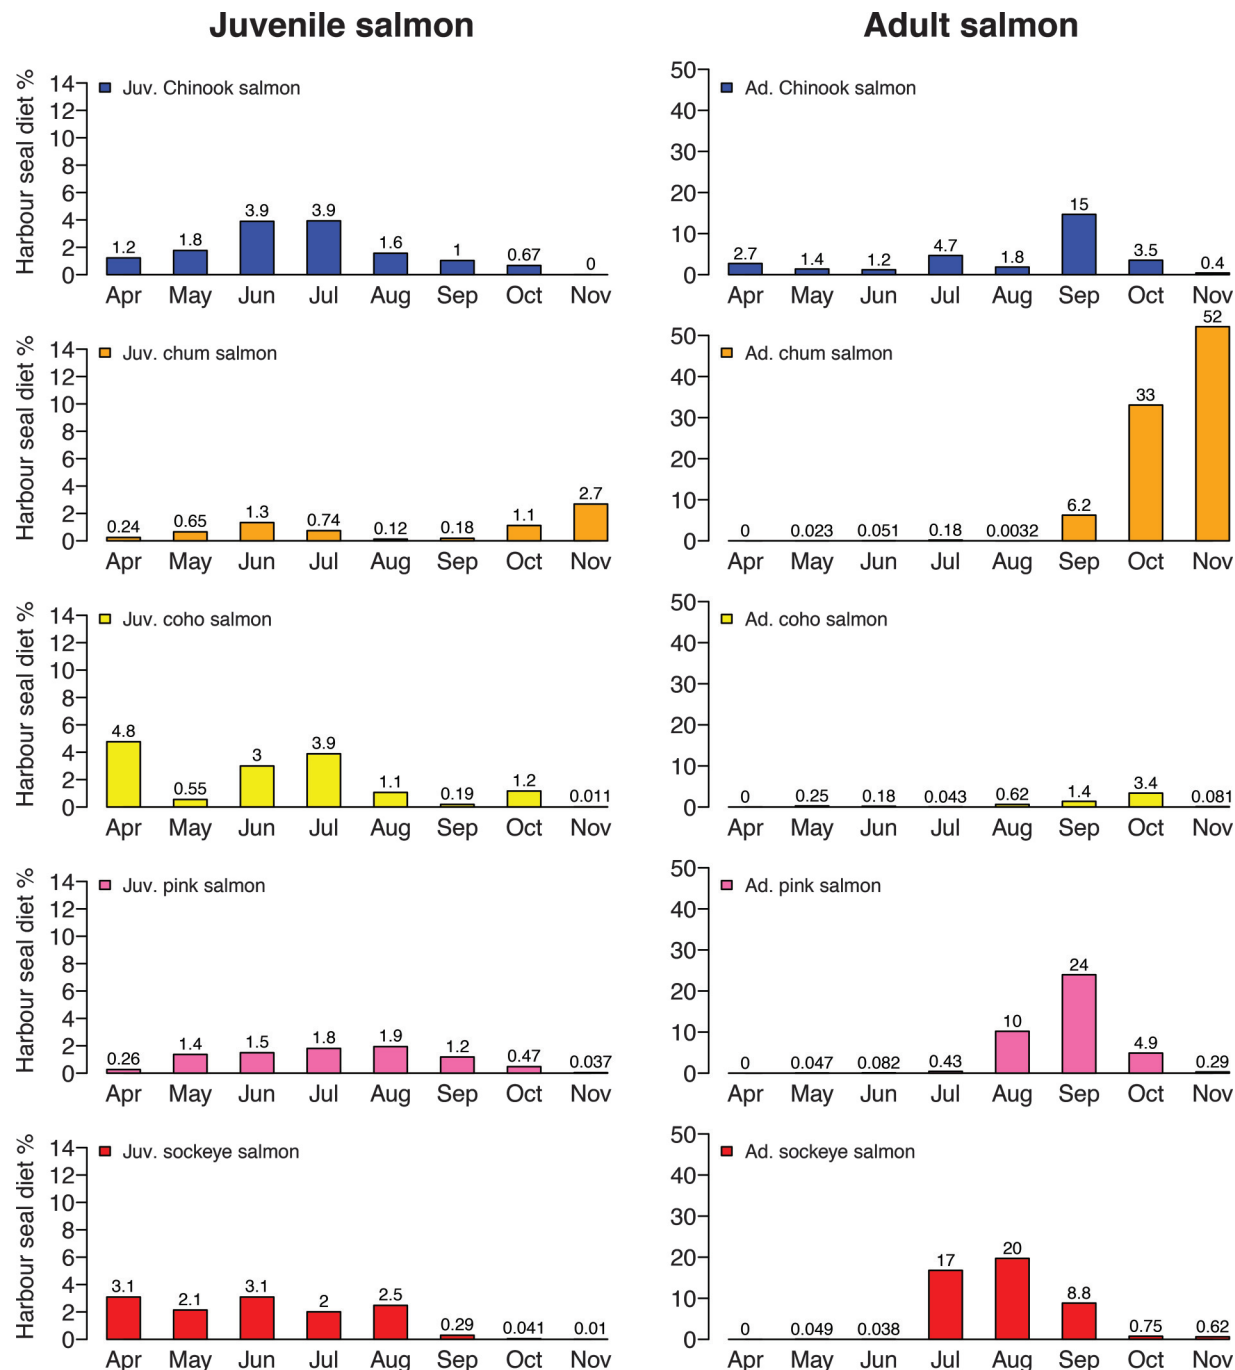 Juvenile salmon
Adult salmon
Harbour seal diet %
14
12
10
8
6
4
2
0
Juv. Chinook salmon
1.2 1.8 3.9 3.9 1.6 1 0.67 0
Apr May Jun Jul Aug Sep Oct Nov
50
40
30
20
10
0
Ad. Chinook salmon
2.7 1.4 1.2 4.7 1.8 15 3.5 0.4
Apr May Jun Jul Aug Sep Oct Nov
Harbour seal diet %
14
12
10
8
6
4
2
0
Juv. chum salmon
0.24 0.65 1.3 0.74 0.12 0.18 1.1 2.7
Apr May Jun Jul Aug Sep Oct Nov
50
40
30
20
10
0
Ad. chum salmon
0 0.023 0.051 0.18 0.0032 6.2 33 52
Apr May Jun Jul Aug Sep Oct Nov
Harbour seal diet %
14
12
10
8
6
4
2
0
Juv. coho salmon
4.8 0.55 3 3.9 1.1 0.19 1.2 0.011
Apr May Jun Jul Aug Sep Oct Nov
50
40
30
20
10
0
Ad. coho salmon
0 0.25 0.18 0.043 0.62 1.4 3.4 0.081
Apr May Jun Jul Aug Sep Oct Nov
Harbour seal diet %
14
12
10
8
6
4
2
0
Juv. pink salmon
0.26 1.4 1.5 1.8 1.9 1.2 0.47 0.037
Apr May Jun Jul Aug Sep Oct Nov
50
40
30
20
10
0
Ad. pink salmon
0 0.047 0.082 0.43 10 24 4.9 0.29
Apr May Jun Jul Aug Sep Oct Nov
Harbour seal diet %
14
12
10
8
6
4
2
0
Juv. sockeye salmon
3.1 2.1 3.1 2 2.5 0.29 0.041 0.01
Apr May Jun Jul Aug Sep Oct Nov
50
40
30
20
10
0
Ad. sockeye salmon
0 0.049 0.038 17 20 8.8 0.75 0.62
Apr May Jun Jul Aug Sep Oct Nov